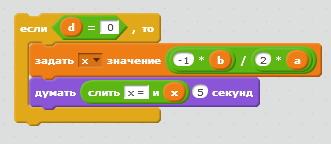 если d = 0 , то
задать x значение -1 * b / 2 * a
думать слить x = и x 5 секунд